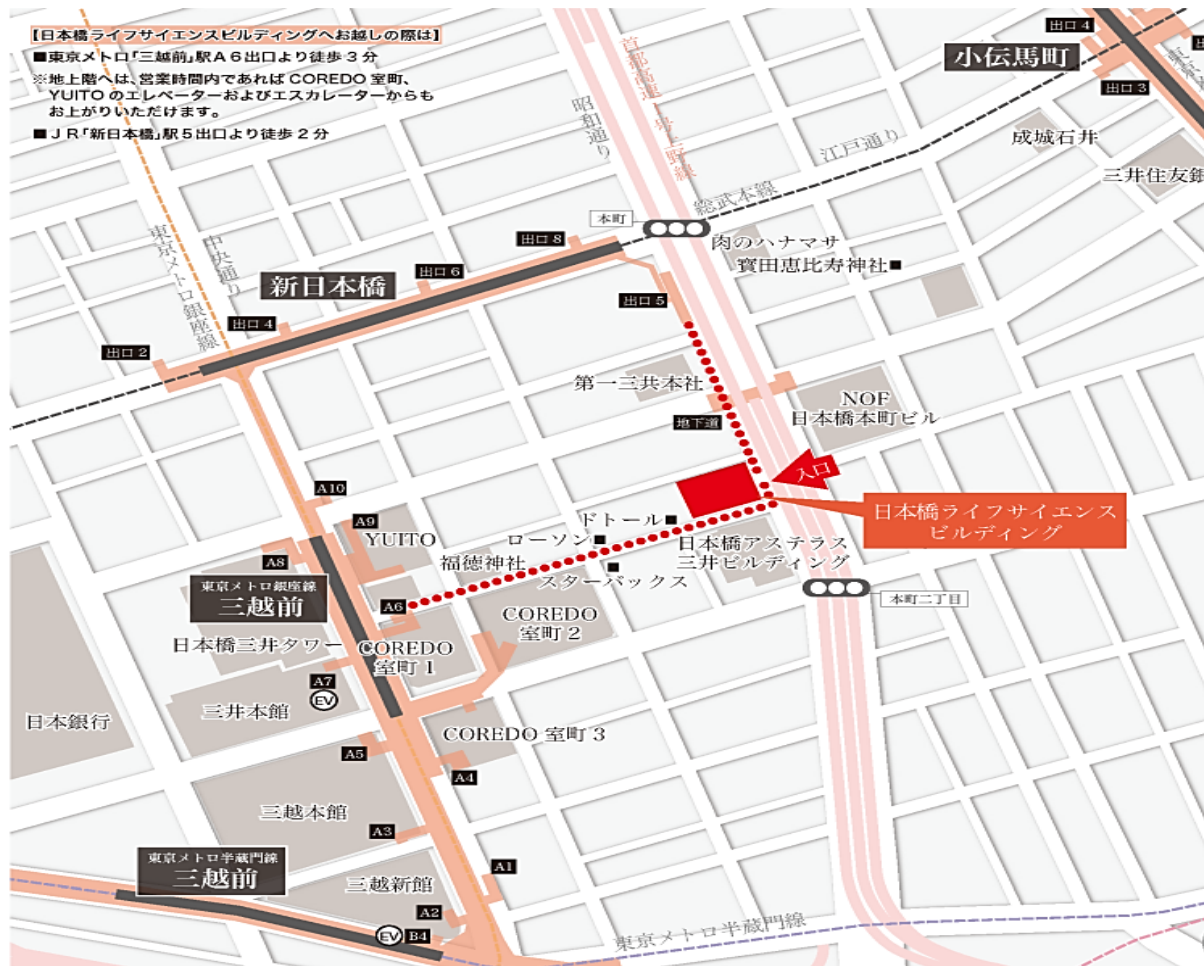 【日本橋ライフサイエンスビルディングへお越しの際は】
■東京メトロ「三越前」駅A6出口より徒歩3分
※地上階へは、営業時間内であればCOREDO室町、
YUITOのエレベーターおよびエスカレーターからも
お上がりいただけます。
■JR「新日本橋」駅5出口より徒歩2分
出口4
小伝馬町
出口3
首都高速一号上野線
昭和通り
江戸通り
成城石井
三井住友銀
総武本線
本町
肉のハナマサ
寳田恵比寿神社■
東京メトロ銀座線
中央通り
出口8
出口6
新日本橋
出口5
出口4
出口2
第一三共本社
NOF
日本橋本町ビル
地下道
入口
日本橋ライフサイエンス
ビルディング
A10
A9
YUITO
ドトール■
ローソン■
■
スターバックス
日本橋アステラス
三井ビルディング
福徳神社
A8
東京メトロ銀座線
三越前
A6
本町二丁目
COREDO
室町2
COREDO
室町1
日本橋三井タワー
A7
EV
三井本館
日本銀行
COREDO 室町3
A5
A4
三越本館
A3
東京メトロ半蔵門線
三越前
A1
三越新館
A2
EV B4
東京メトロ半蔵門線